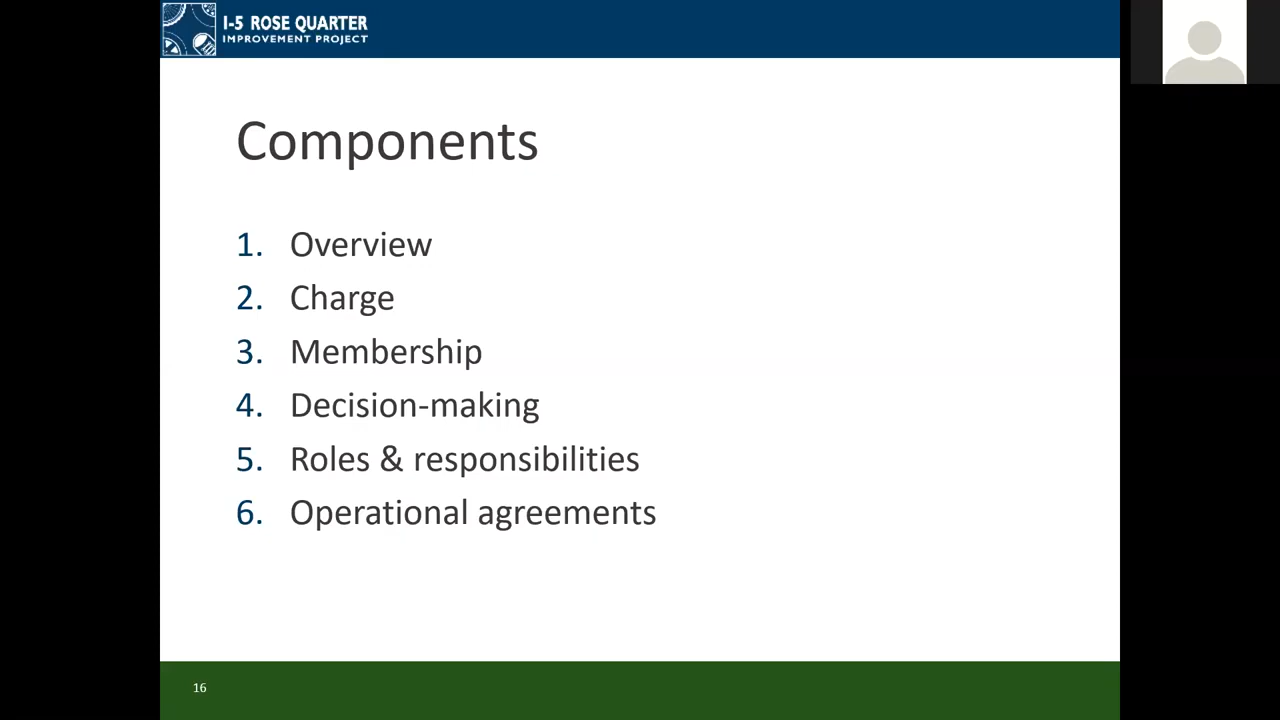 I-5 ROSE QUARTER
IMPROVEMENT PROJECT
Components
1. Overview
2. Charge
3. Membership
4. Decision-making
5. Roles & responsibilities
6. Operational agreements
16